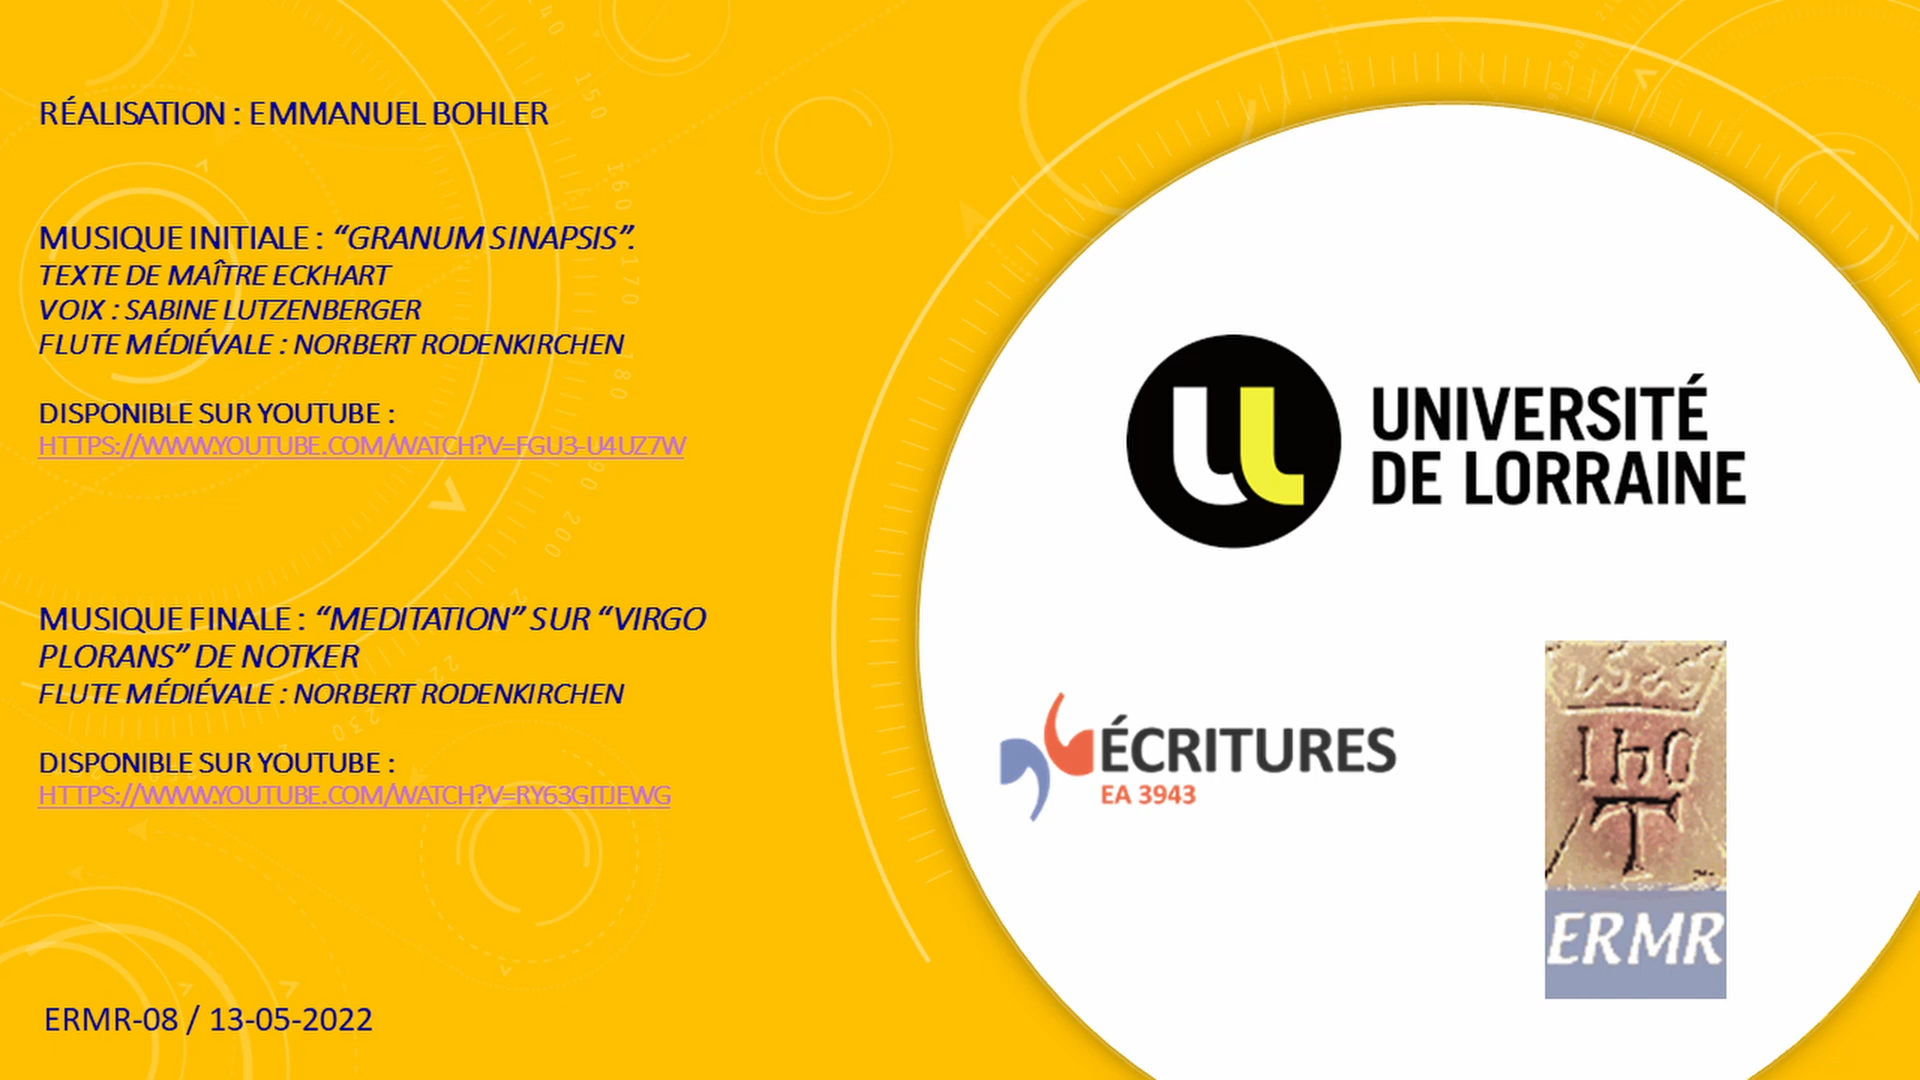 RÉALISATION : EMMANUEL BOHLER
MUSIQUE INITIALE : “GRANUM SINAPSIS”.
TEXTE DE MAÎTRE ECKHART
VOIX : SABINE LUTZENBERGER
FLUTE MÉDIÉVALE : NORBERT RODENKIRCHEN
DISPONIBLE SUR YOUTUBE :
HTTPS://WWW.YOUTUBE.COM/WATCH?V=FGU3-U4UZ7W
MUSIQUE FINALE : “MEDITATION” SUR “VIRGO
PLORANS” DE NOTKER
FLUTE MÉDIÉVALE : NORBERT RODENKIRCHEN
DISPONIBLE SUR YOUTUBE :
HTTPS://WWW.YOUTUBE.COM/WATCH?V=RY63GITJEWG
ERMR-08 / 13-05-2022
UNIVERSITÉ
DE LORRAINE
ÉCRITURES
EA 3943
ERMR